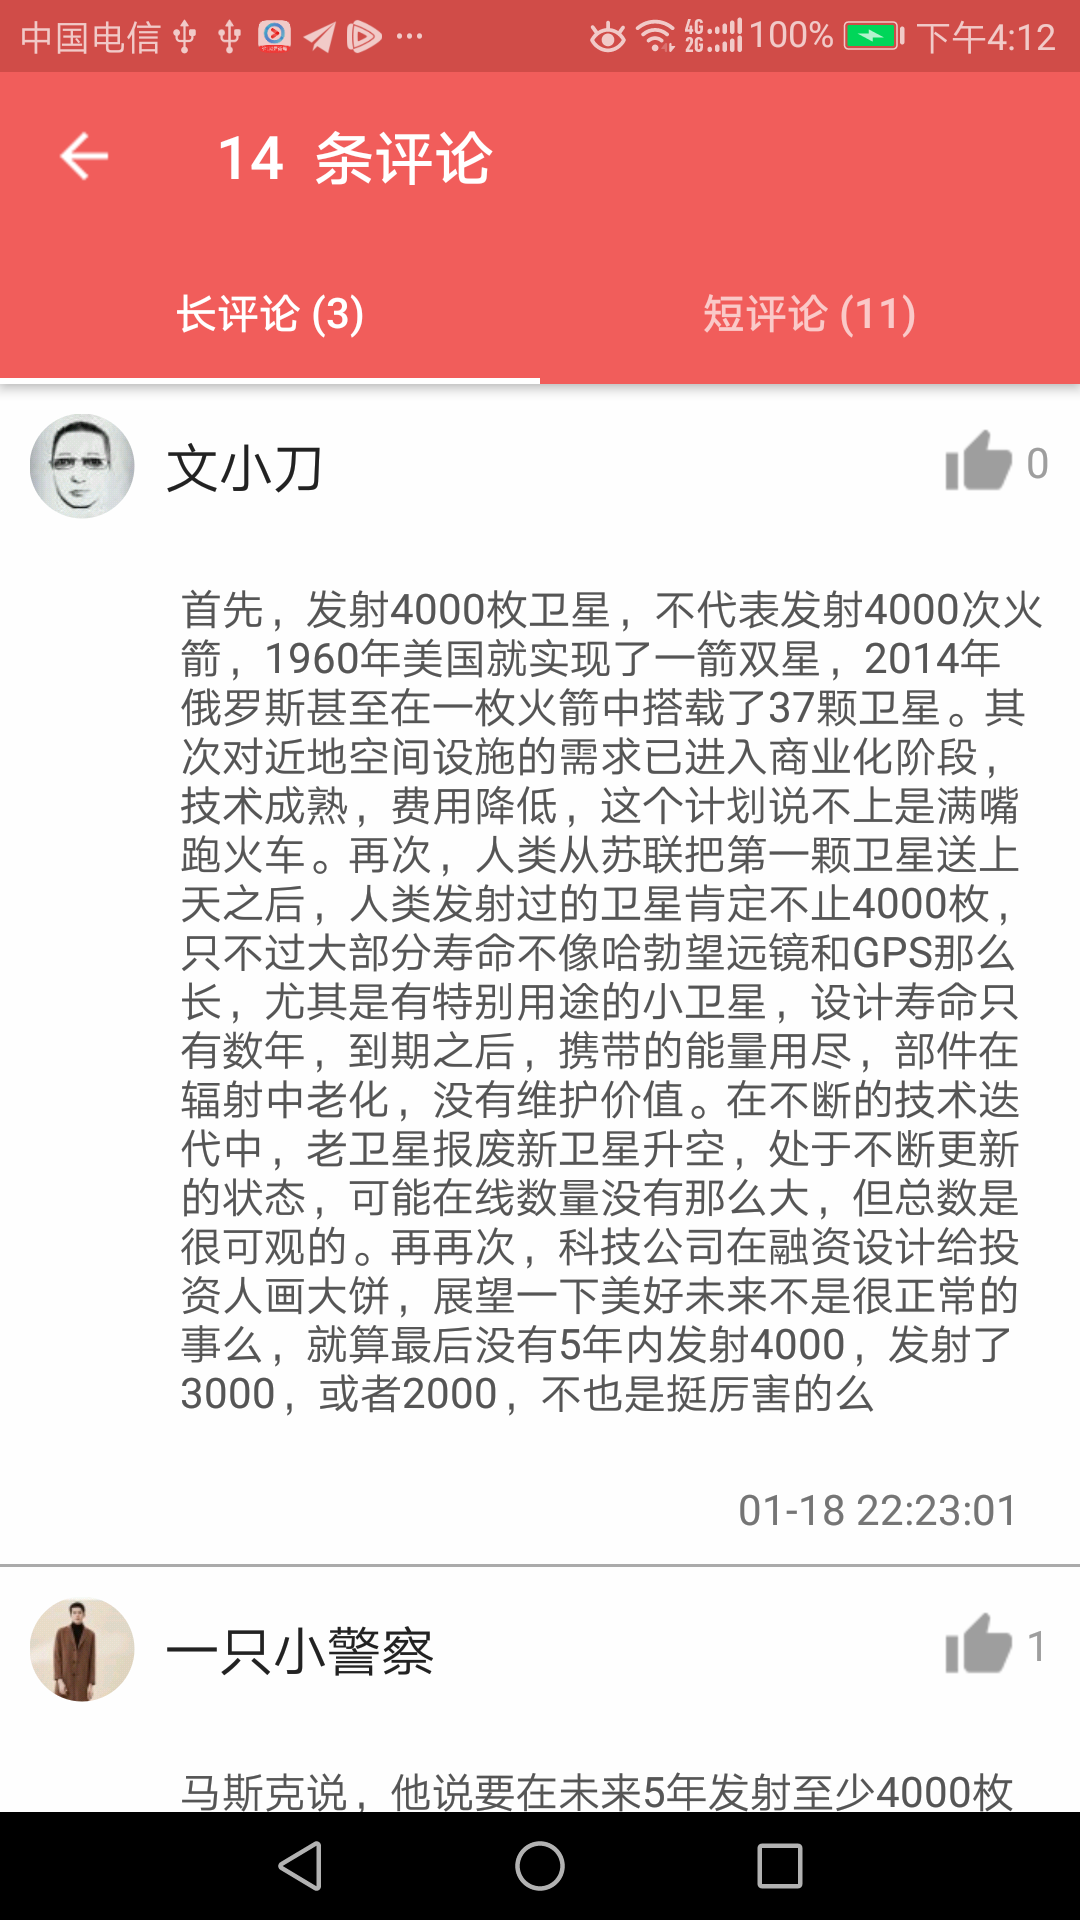 中国电信 ... 4G 2G 100% 下午4:12
14 条评论
长评论 (3) 短评论 (11)
文小刀 0
首先，发射4000枚卫星，不代表发射4000次火
箭，1960年美国就实现了一箭双星，2014年
俄罗斯甚至在一枚火箭中搭载了37颗卫星。其
次对近地空间设施的需求已进入商业化阶段，
技术成熟，费用降低，这个计划说不上是满嘴
跑火车。再次，人类从苏联把第一颗卫星送上
天之后，人类发射过的卫星肯定不止4000枚，
只不过大部分寿命不像哈勃望远镜和GPS那么
长，尤其是有特别用途的小卫星，设计寿命只
有数年，到期之后，携带的能量用尽，部件在
辐射中老化，没有维护价值。在不断的技术迭
代中，老卫星报废新卫星升空，处于不断更新
的状态，可能在线数量没有那么大，但总数是
很可观的。再再次，科技公司在融资设计给投
资人画大饼，展望一下美好未来不是很正常的
事么，就算最后没有5年内发射4000，发射了
3000，或者2000，不也是挺厉害的么
01-18 22:23:01
一只小警察 1
马斯克说，他说要在未来5年发射至少4000枚